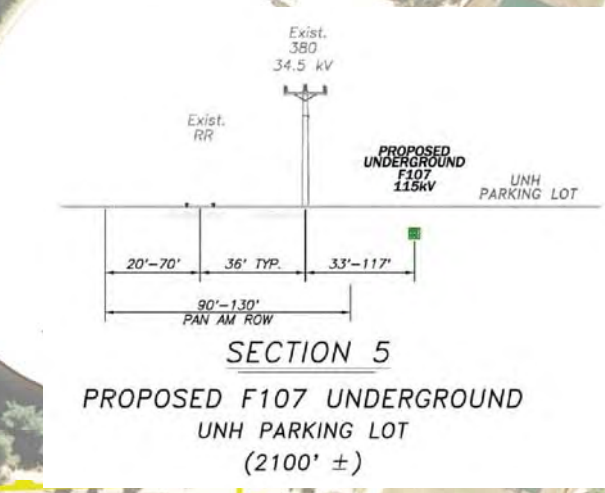 Exist.
380
34.5 kV
Exist.
RR
PROPOSED
UNDERGROUND
F107
115kV
UNH
PARKING LOT
20'-70'
36' TYP.
33'-117'
90'-130'
PAN AM ROW
SECTION 5
PROPOSED F107 UNDERGROUND
UNH PARKING LOT
(2100' ±)